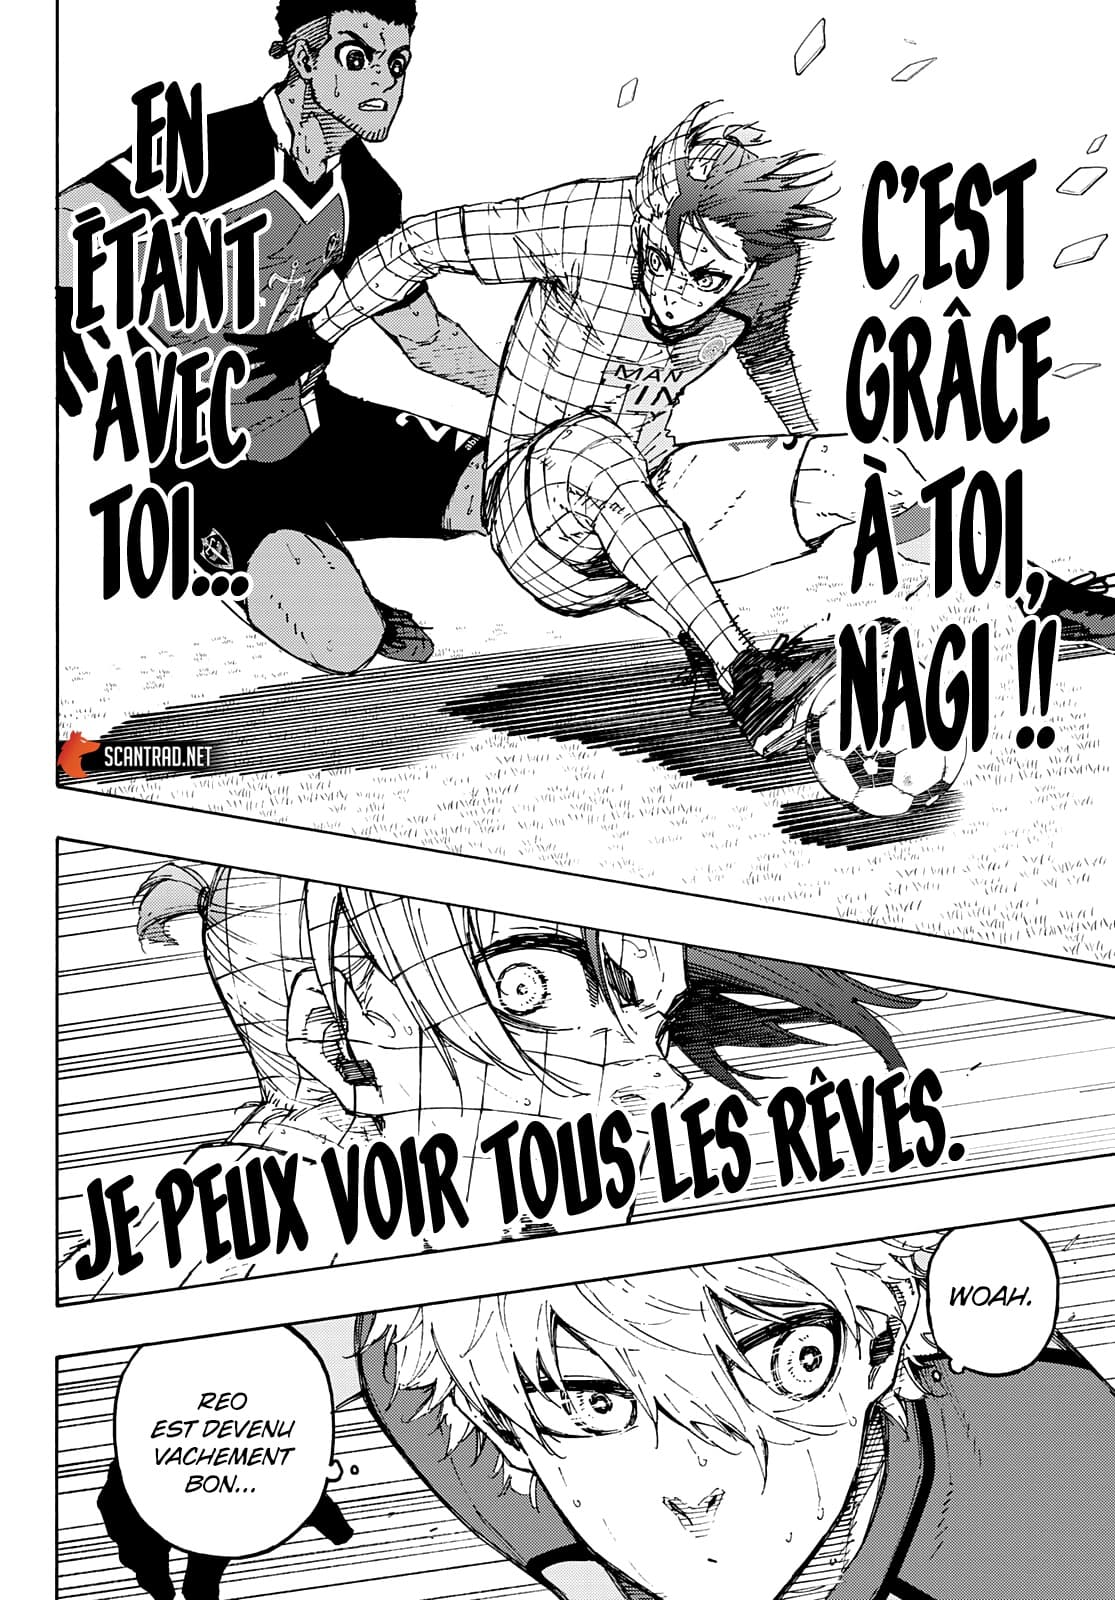 C'EST
GRÂCE
À TOI,
NAGI !!
EN
ÉTANT
AVEC
TOI...
MAN
SCANTRAD.NET
JE PEUX VOIR TOUS LES RÊVES.
WOAH.
REO
EST DEVENU
VACHEMENT
BON...